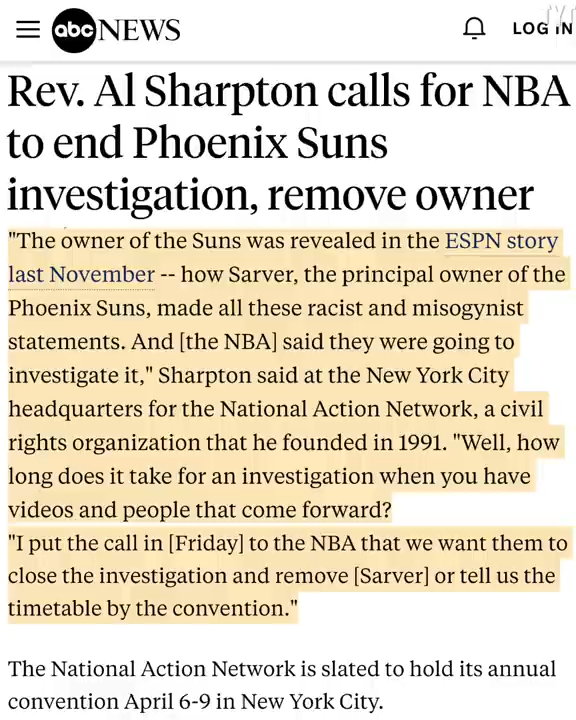 abc NEWS
LOG IN
TYT
Rev. Al Sharpton calls for NBA
to end Phoenix Suns
investigation, remove owner
"The owner of the Suns was revealed in the ESPN story
last November -- how Sarver, the principal owner of the
Phoenix Suns, made all these racist and misogynist
statements. And [the NBA] said they were going to
investigate it," Sharpton said at the New York City
headquarters for the National Action Network, a civil
rights organization that he founded in 1991. "Well, how
long does it take for an investigation when you have
videos and people that come forward?
"I put the call in [Friday] to the NBA that we want them to
close the investigation and remove [Sarver] or tell us the
timetable by the convention."
The National Action Network is slated to hold its annual
convention April 6-9 in New York City.